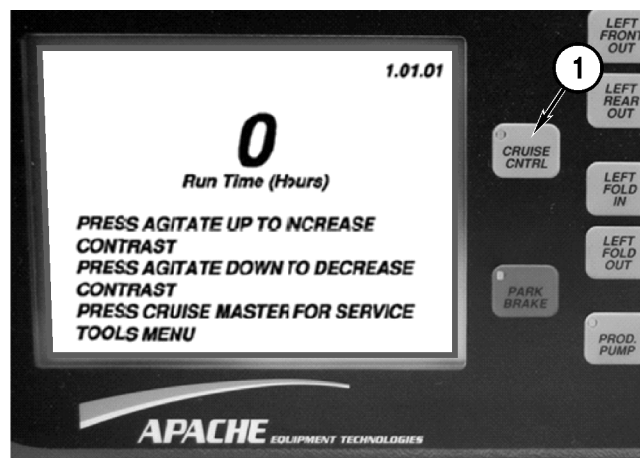 1.01.01
0
Run Time (Hours)
PRESS AGITATE UP TO INCREASE
CONTRAST
PRESS AGITATE DOWN TO DECREASE
CONTRAST
PRESS CRUISE MASTER FOR SERVICE
TOOLS MENU
1
CRUISE
CNTRL
PARK
BRAKE
LEFT
FRONT
OUT
LEFT
REAR
OUT
LEFT
FOLD
IN
LEFT
FOLD
OUT
PROD.
PUMP
APACHE EQUIPMENT TECHNOLOGIES